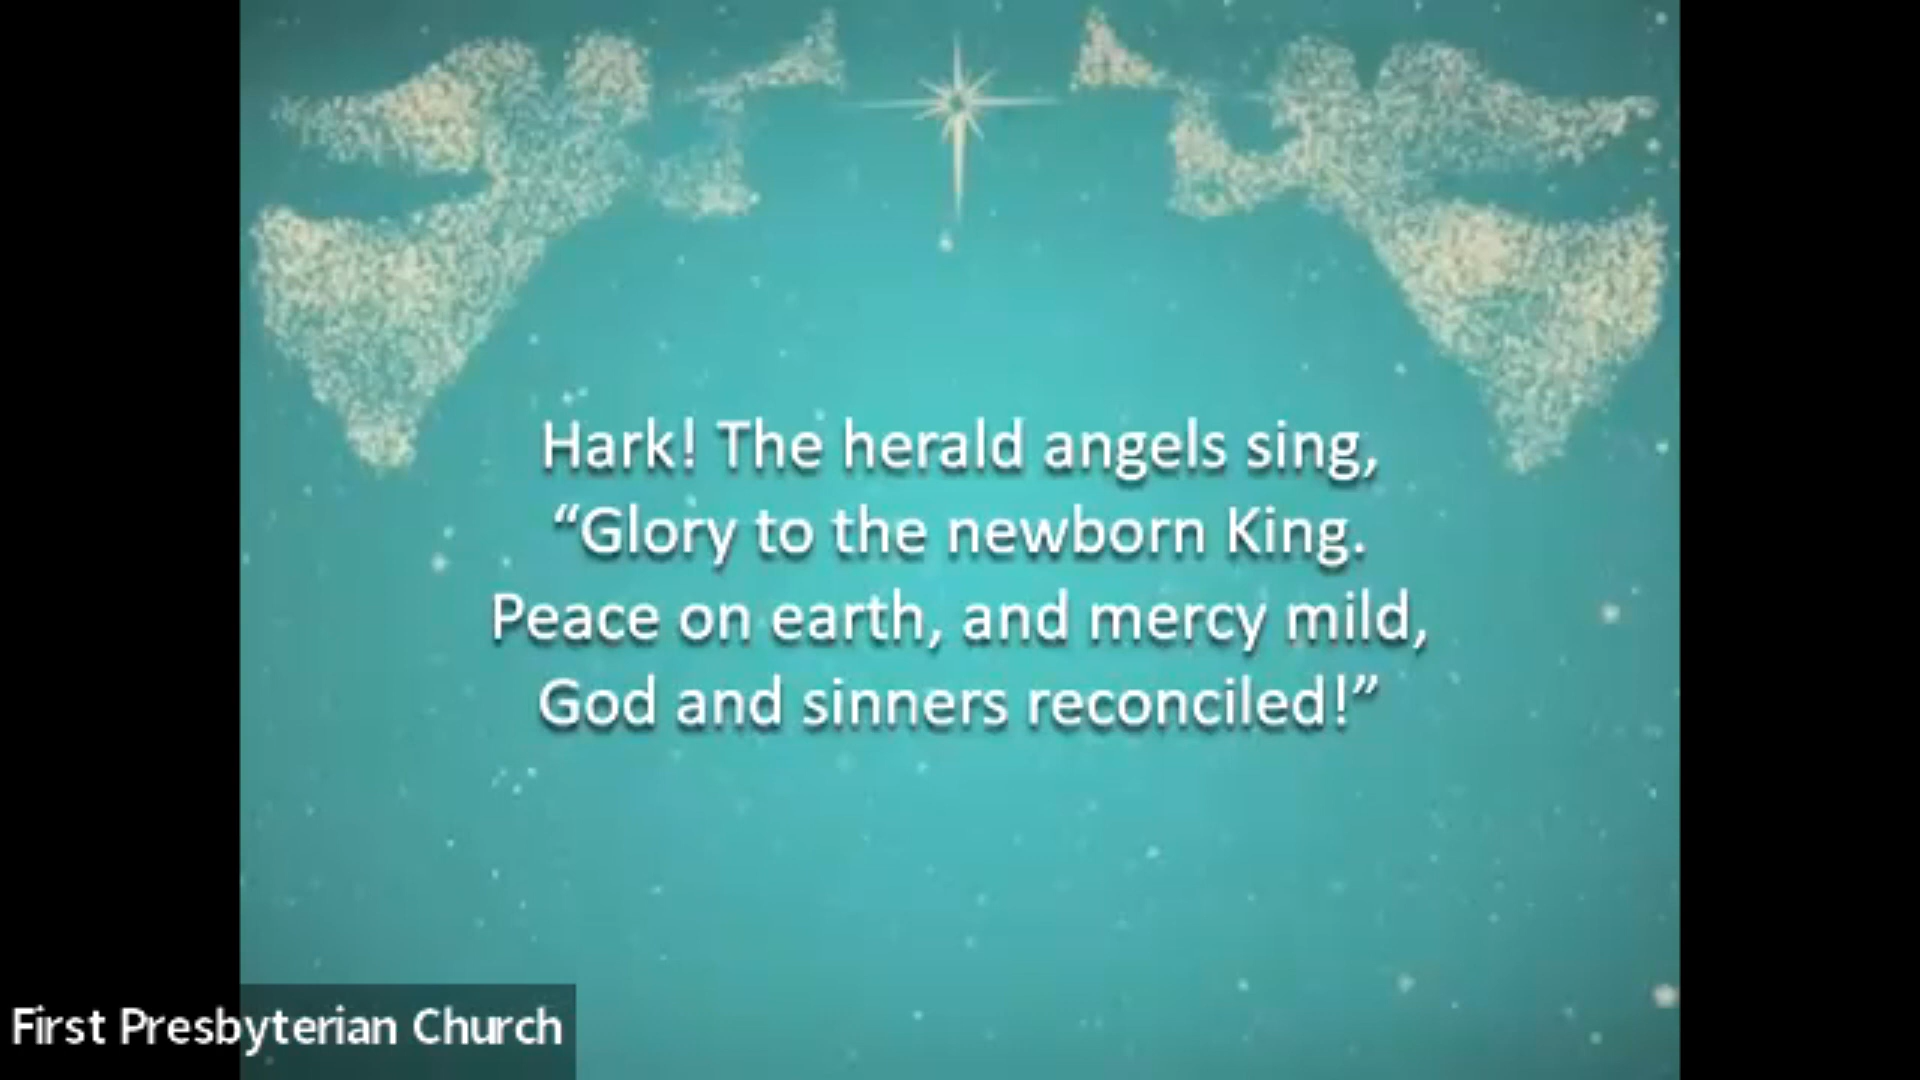 Hark! The herald angels sing,
“Glory to the newborn King.
Peace on earth, and mercy mild,
God and sinners reconciled!”
First Presbyterian Church